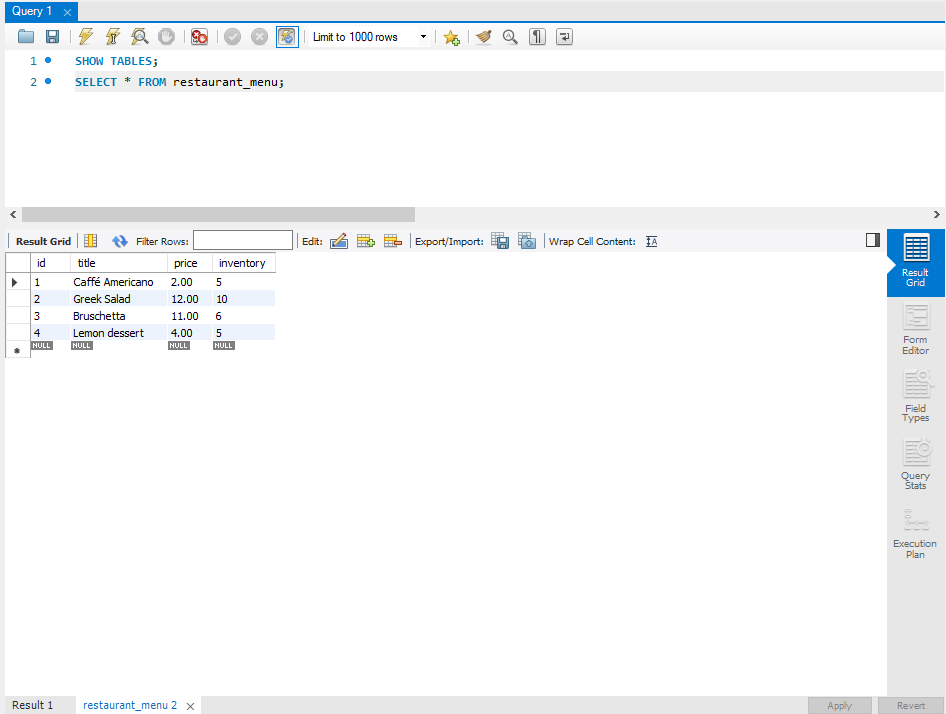 Query 1
Limit to 1000 rows
1 SHOW TABLES;
2 SELECT * FROM restaurant_menu;
Result Grid Filter Rows: Edit: Export/Import: Wrap Cell Content:
id title price inventory
1 Caffé Americano 2.00 5
2 Greek Salad 12.00 10
3 Bruschetta 11.00 6
4 Lemon dessert 4.00 5
NULL NULL NULL NULL
Result
Grid
Form
Editor
Field
Types
Query
Stats
Execution
Plan
Result 1 restaurant_menu 2 Apply Revert